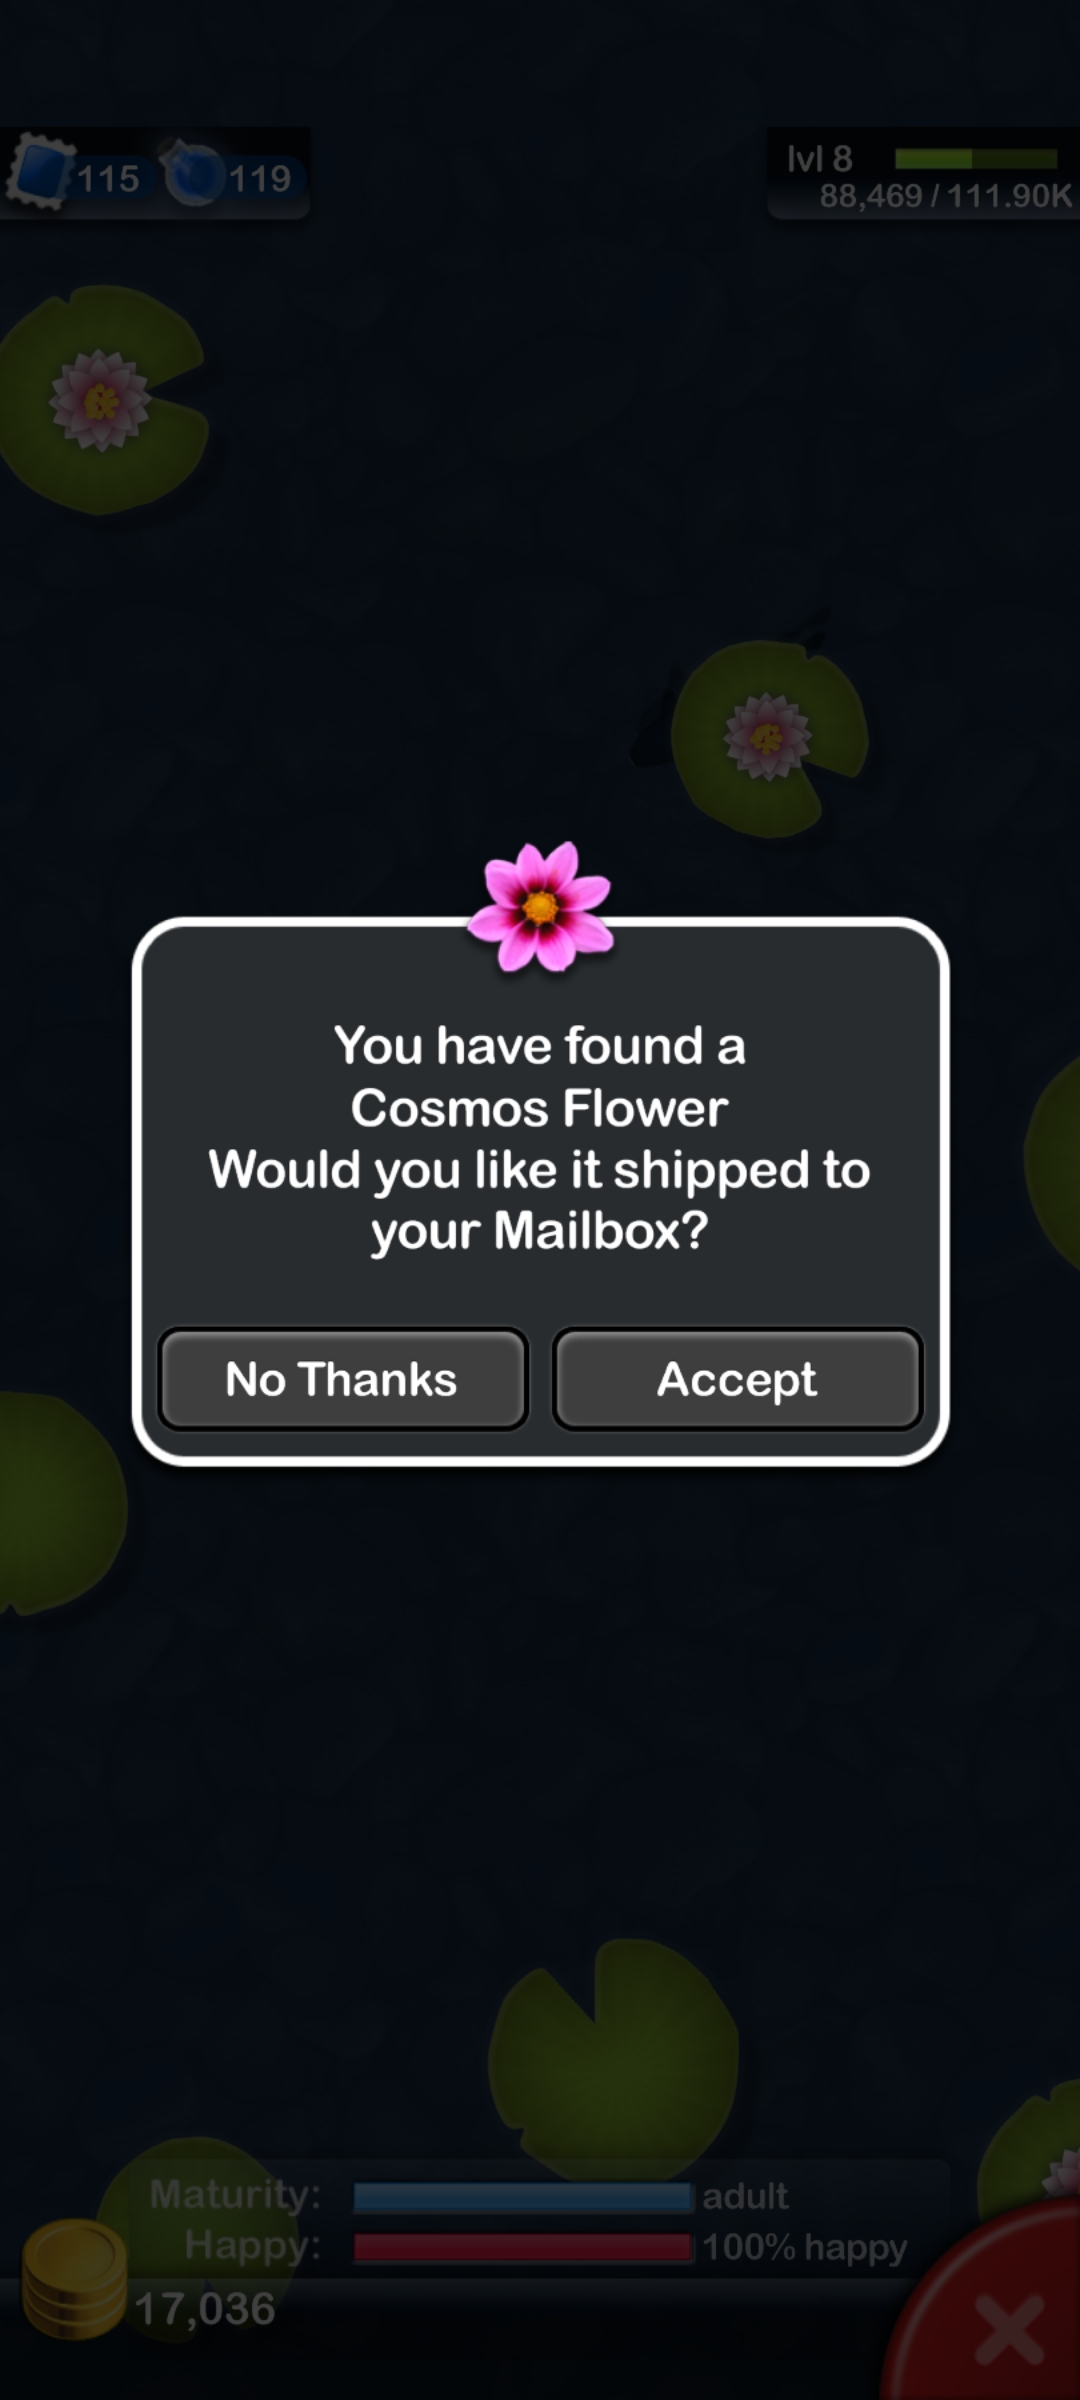 115 119
lvl 8
88,469 / 111.90K
You have found a
Cosmos Flower
Would you like it shipped to
your Mailbox?
No Thanks Accept
Maturity: adult
Happy: 100% happy
17,036